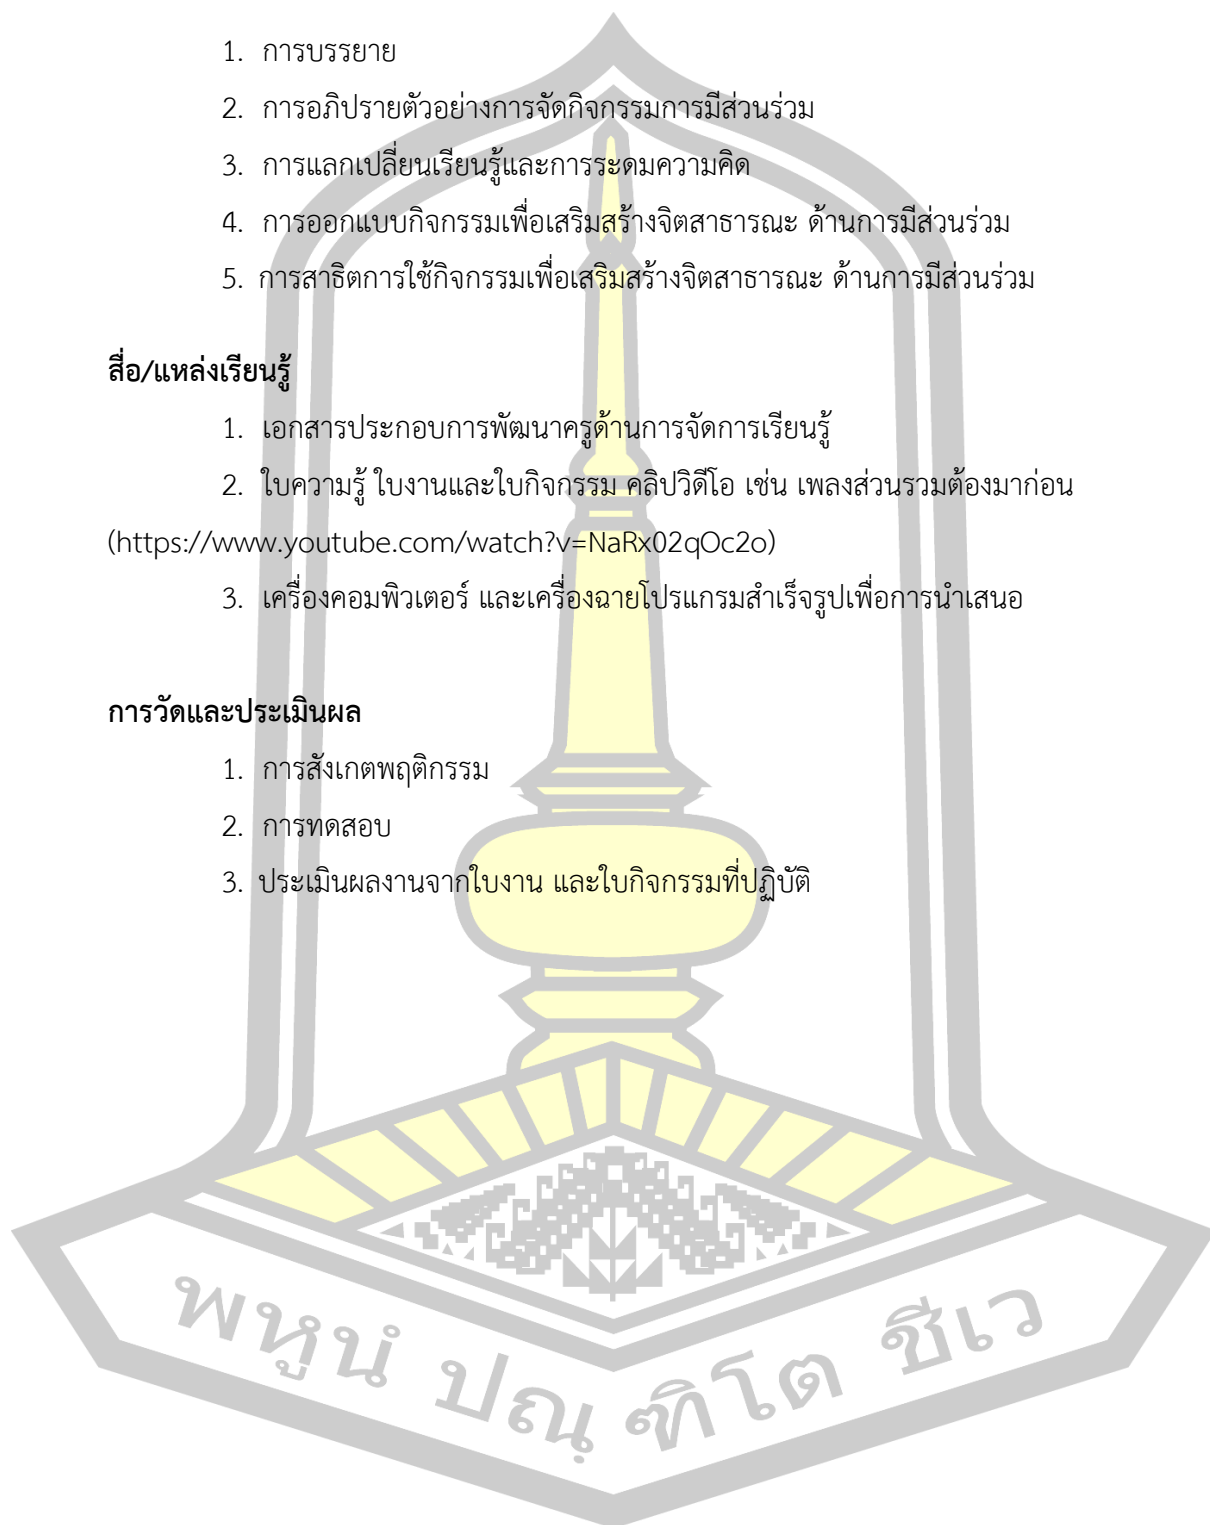 1. การบรรยาย
2. การอภิปรายตัวอย่างการจัดกิจกรรมการมีส่วนร่วม
3. การแลกเปลี่ยนเรียนรู้และการระดมความคิด
4. การออกแบบกิจกรรมเพื่อเสริมสร้างจิตสาธารณะ ด้านการมีส่วนร่วม
5. การสาธิตการใช้กิจกรรมเพื่อเสริมสร้างจิตสาธารณะ ด้านการมีส่วนร่วม
สื่อ/แหล่งเรียนรู้
1. เอกสารประกอบการพัฒนาครูด้านการจัดการเรียนรู้
2. ใบความรู้ ใบงานและใบกิจกรรม คลิปวิดีโอ เช่น เพลงส่วนรวมต้องมาก่อน
(https://www.youtube.com/watch?v=NaRx02qOc2o)
3. เครื่องคอมพิวเตอร์ และเครื่องฉายโปรแกรมสำเร็จรูปเพื่อการนำเสนอ
การวัดและประเมินผล
1. การสังเกตพฤติกรรม
2. การทดสอบ
3. ประเมินผลงานจากใบงาน และใบกิจกรรมที่ปฏิบัติ
พหูนํ ปณฺฑิโต ชีเว